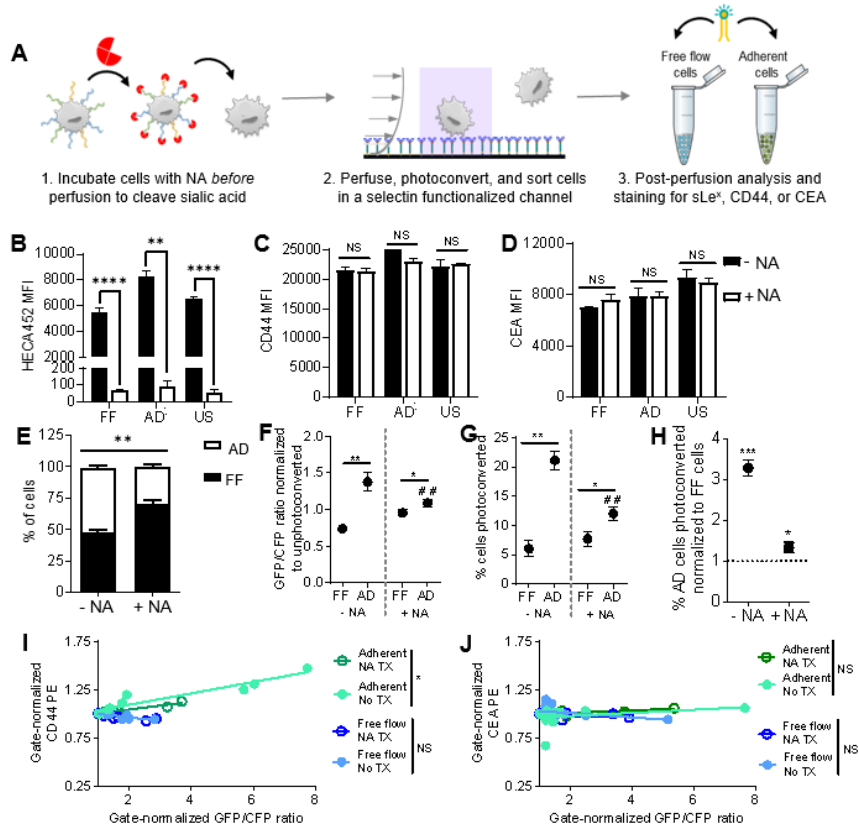 A
Free flow
cells
Adherent
cells
1. Incubate cells with NA before
perfusion to cleave sialic acid
2. Perfuse, photoconvert, and sort cells
in a selectin functionalized channel
3. Post-perfusion analysis and
staining for sLeˣ, CD44, or CEA
B
HECA452 MFI
10000
8000
6000
4000
2000
200
100
0
****
**
****
FF
AD
US
C
CD44 MFI
25000
20000
15000
10000
5000
0
NS
NS
NS
FF
AD
US
D
CEA MFI
12000
9000
6000
3000
0
NS
NS
NS
FF
AD
US
- NA
+ NA
E
% of cells
125
100
75
50
25
0
**
- NA
+ NA
AD
FF
F
GFP/CFP ratio normalized
to unphotoconverted
2.0
1.5
1.0
0.5
0.0
**
*
##
FF AD FF AD
- NA + NA
G
% cells photoconverted
25
20
15
10
5
0
**
*
##
FF AD FF AD
- NA + NA
H
% AD cells photoconverted
normalized to FF cells
4
3
2
1
0
***
*
- NA +NA
I
Gate-normalized
CD44 PE
1.75
1.25
0.75
0.25
2 4 6 8
Gate-normalized GFP/CFP ratio
Adherent
NA TX
Adherent
No TX
*
Free flow
NA TX
Free flow
No TX
NS
J
Gate-normalized
CEA PE
1.75
1.25
0.75
0.25
2 4 6 8
Gate-normalized GFP/CFP ratio
Adherent
NA TX
Adherent
No TX
NS
Free flow
NA TX
Free flow
No TX
NS